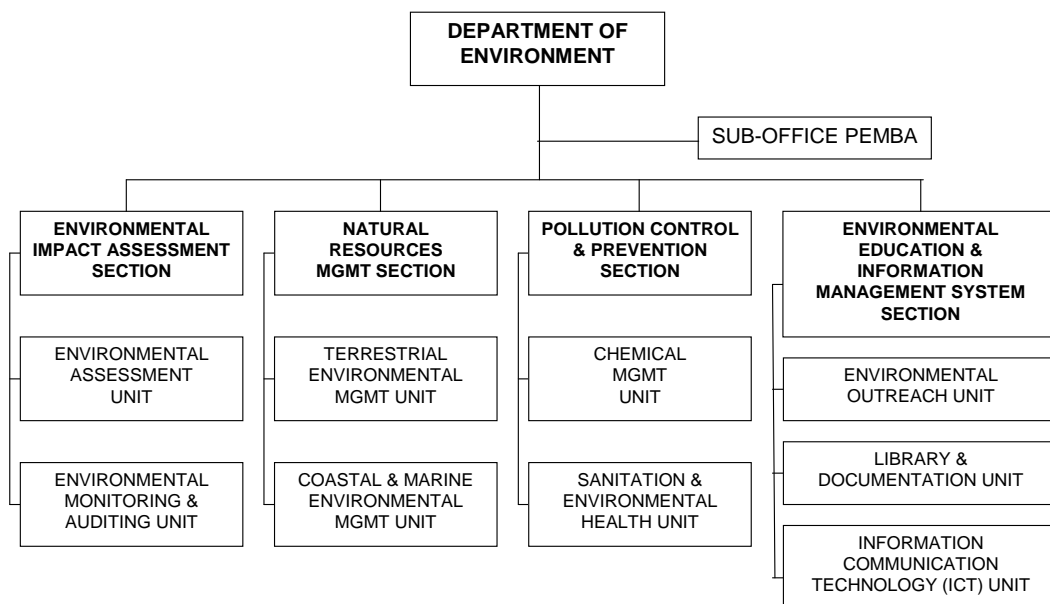 DEPARTMENT OF
ENVIRONMENT
SUB-OFFICE PEMBA
ENVIRONMENTAL
IMPACT ASSESSMENT
SECTION
NATURAL
RESOURCES
MGMT SECTION
POLLUTION CONTROL
& PREVENTION
SECTION
ENVIRONMENTAL
EDUCATION &
INFORMATION
MANAGEMENT SYSTEM
SECTION
ENVIRONMENTAL
ASSESSMENT
UNIT
TERRESTRIAL
ENVIRONMENTAL
MGMT UNIT
CHEMICAL
MGMT
UNIT
ENVIRONMENTAL
OUTREACH UNIT
ENVIRONMENTAL
MONITORING &
AUDITING UNIT
COASTAL & MARINE
ENVIRONMENTAL
MGMT UNIT
SANITATION &
ENVIRONMENTAL
HEALTH UNIT
LIBRARY &
DOCUMENTATION UNIT
INFORMATION
COMMUNICATION
TECHNOLOGY (ICT) UNIT